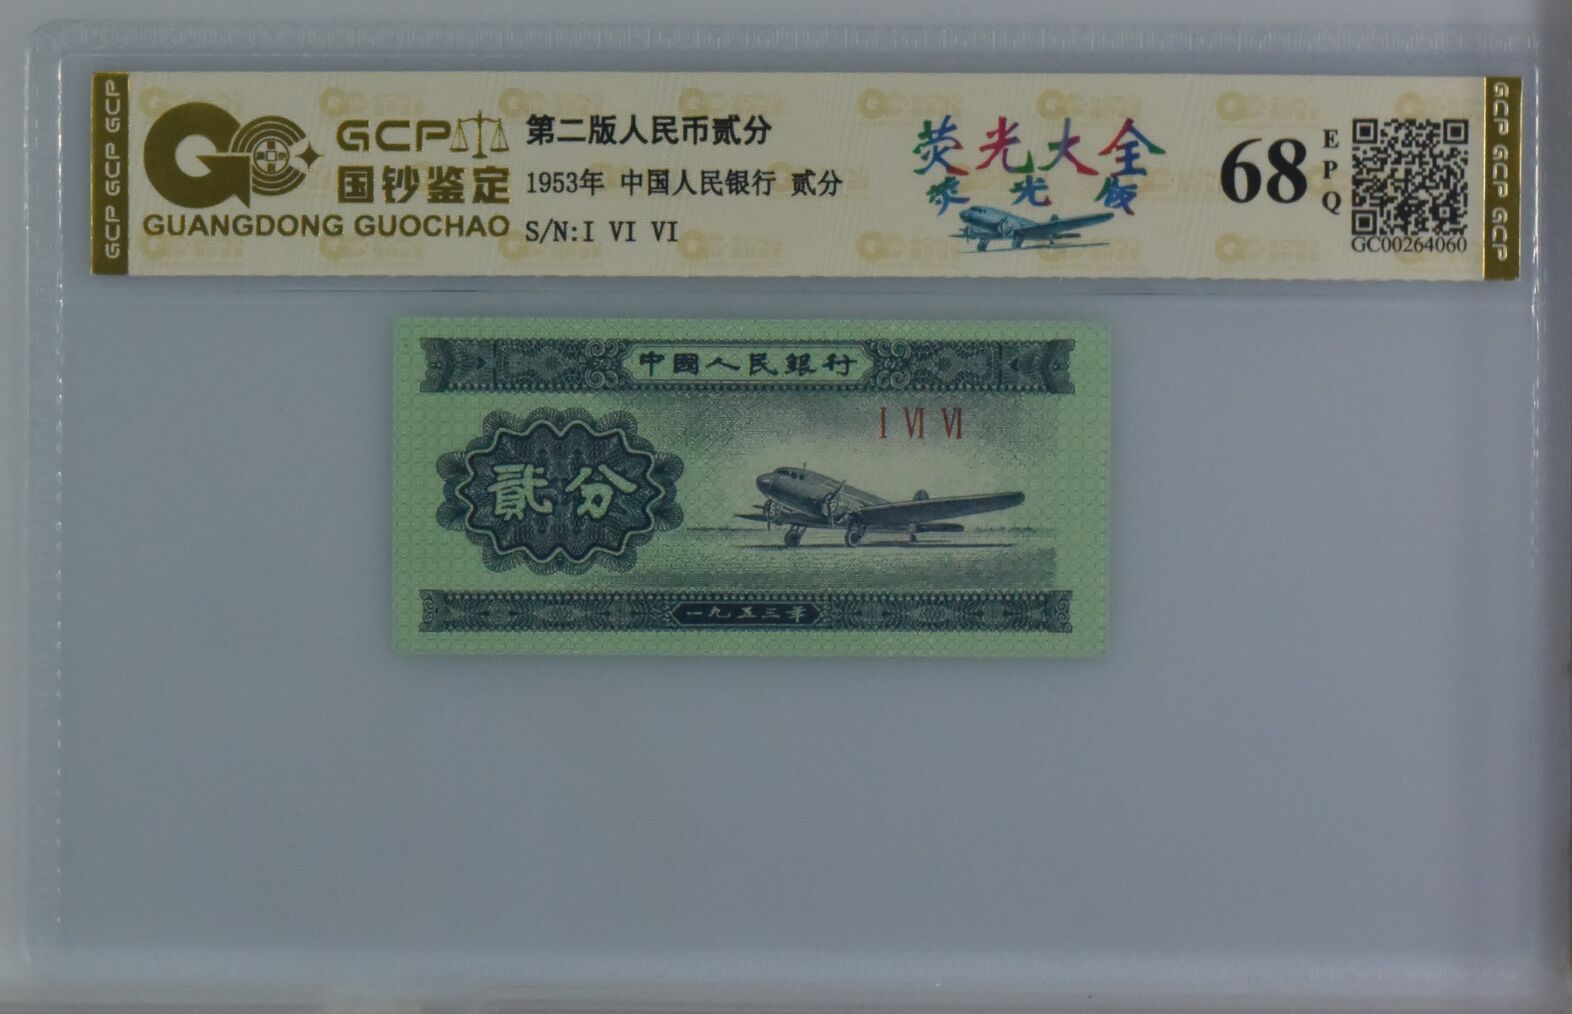 GCP GCP GCP
GCP
国钞鉴定
GUANGDONG GUOCHAO
第二版人民币贰分
1953年 中国人民银行 贰分
S/N:I VI VI
荧光大全
68
EPQ
GC00264060
GCP GCP GCP
中國人民銀行
I VI VI
貳分
一九五三年